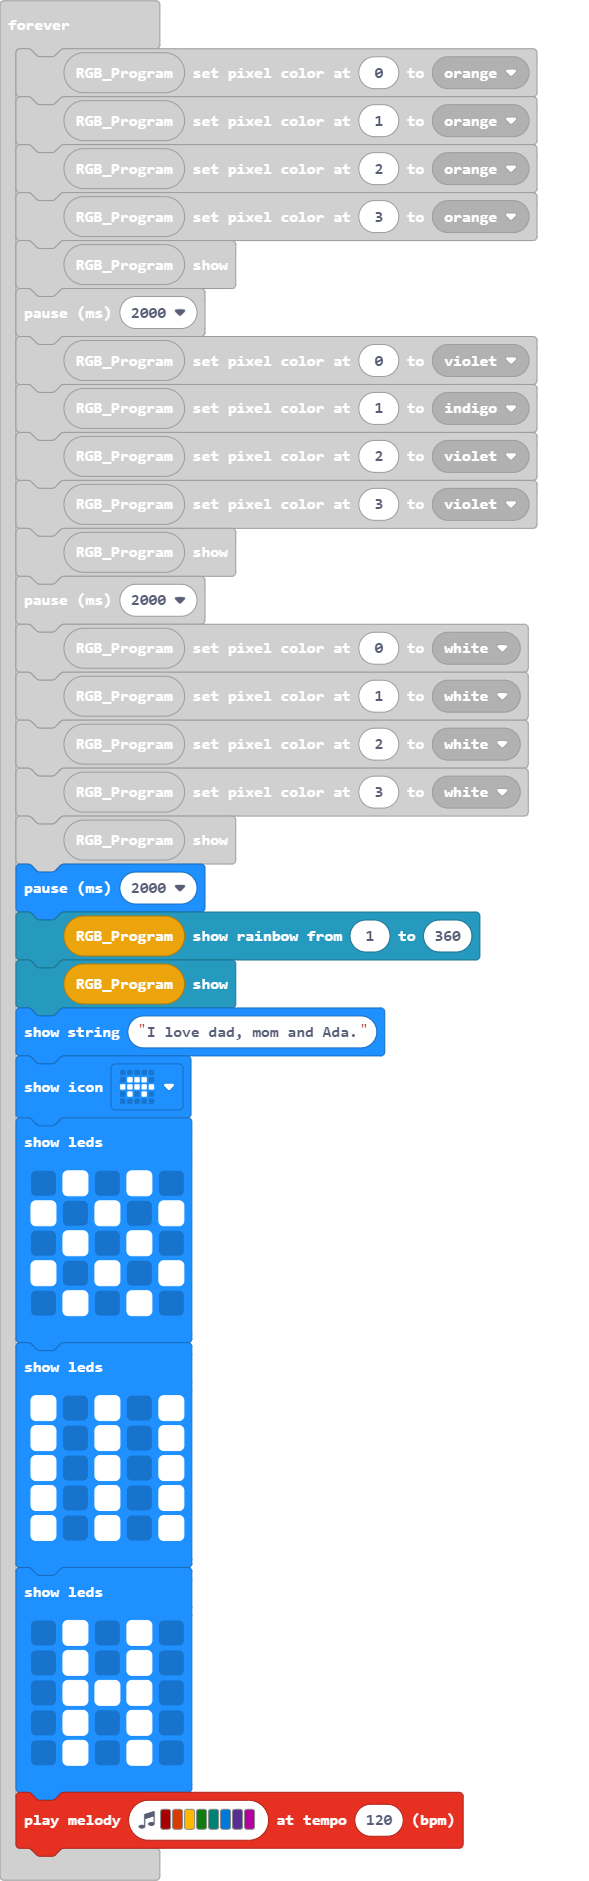 forever
RGB_Program set pixel color at 0 to orange
RGB_Program set pixel color at 1 to orange
RGB_Program set pixel color at 2 to orange
RGB_Program set pixel color at 3 to orange
RGB_Program show
pause (ms) 2000
RGB_Program set pixel color at 0 to violet
RGB_Program set pixel color at 1 to indigo
RGB_Program set pixel color at 2 to violet
RGB_Program set pixel color at 3 to violet
RGB_Program show
pause (ms) 2000
RGB_Program set pixel color at 0 to white
RGB_Program set pixel color at 1 to white
RGB_Program set pixel color at 2 to white
RGB_Program set pixel color at 3 to white
RGB_Program show
pause (ms) 2000
RGB_Program show rainbow from 1 to 360
RGB_Program show
show string "I love dad, mom and Ada."
show icon
show leds
show leds
show leds
play melody at tempo 120 (bpm)